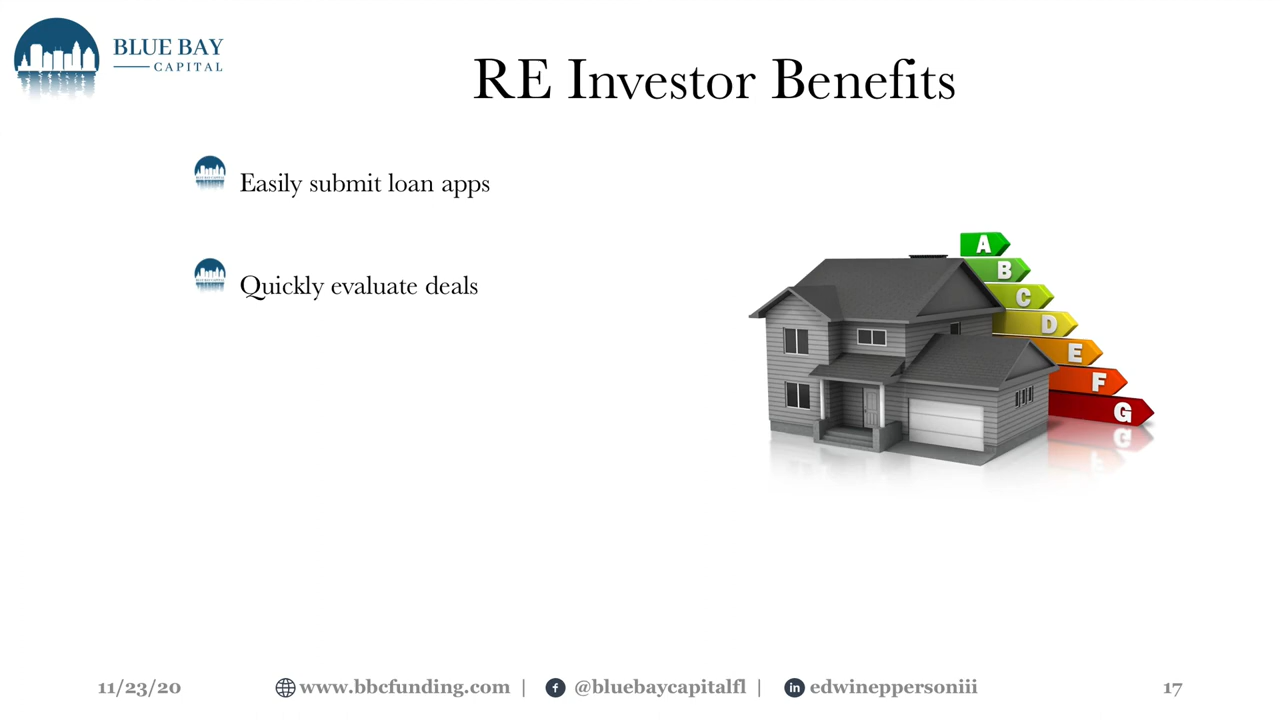 BLUE BAY
CAPITAL
RE Investor Benefits
Easily submit loan apps
Quickly evaluate deals
A
B
C
D
E
F
G
11/23/20 www.bbcfunding.com | @bluebaycapitalfl | edwineppersoniii 17